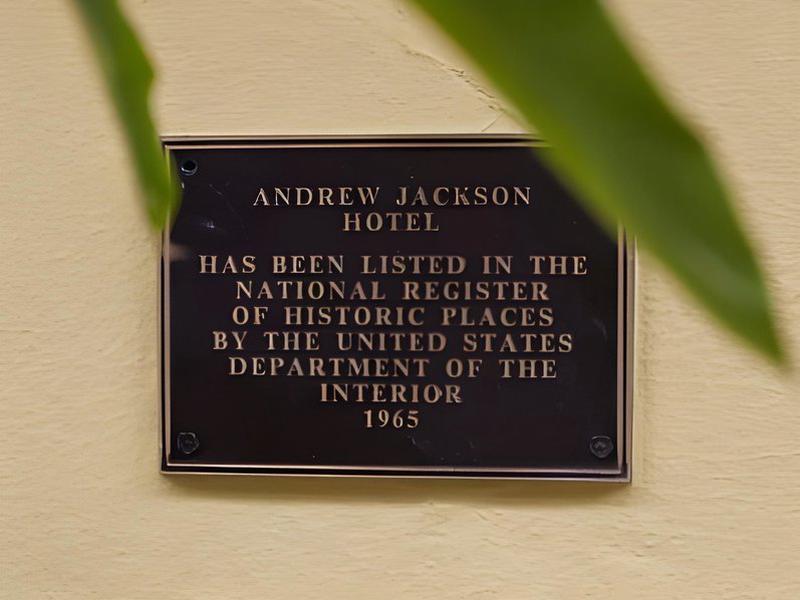 ANDREW JACKSON
HOTEL
HAS BEEN LISTED IN THE
NATIONAL REGISTER
OF HISTORIC PLACES
BY THE UNITED STATES
DEPARTMENT OF THE
INTERIOR
1965